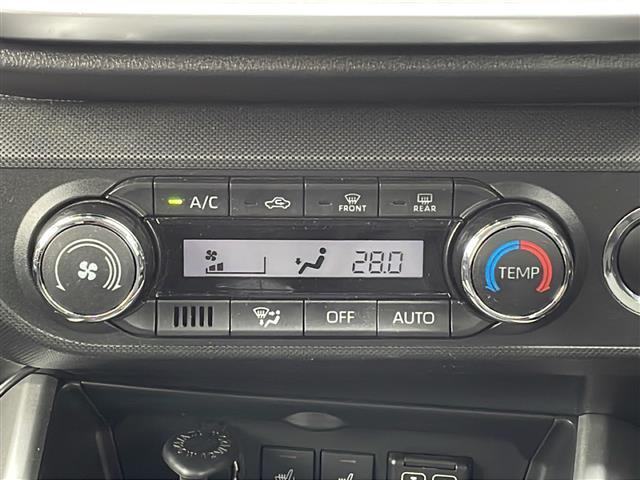 A/C
FRONT
REAR
28.0
TEMP
OFF
AUTO